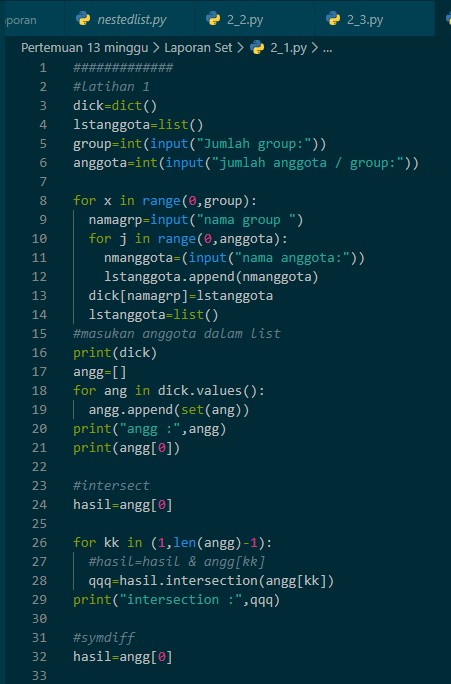 aporan nestedlist.py 2_2.py 2_3.py
Pertemuan 13 minggu > Laporan Set > 2_1.py > ...
1 #############
2 #latihan 1
3 dick=dict()
4 lstanggota=list()
5 group=int(input("Jumlah group:"))
6 anggota=int(input("jumlah anggota / group:"))
7
8 for x in range(0,group):
9 namagrp=input("nama group ")
10 for j in range(0,anggota):
11 nmanggota=(input("nama anggota:"))
12 lstanggota.append(nmanggota)
13 dick[namagrp]=lstanggota
14 lstanggota=list()
15 #masukan anggota dalam list
16 print(dick)
17 angg=[]
18 for ang in dick.values():
19 angg.append(set(ang))
20 print("angg :",angg)
21 print(angg[0])
22
23 #intersect
24 hasil=angg[0]
25
26 for kk in (1,len(angg)-1):
27 #hasil=hasil & angg[kk]
28 qqq=hasil.intersection(angg[kk])
29 print("intersection :",qqq)
30
31 #symdiff
32 hasil=angg[0]
33